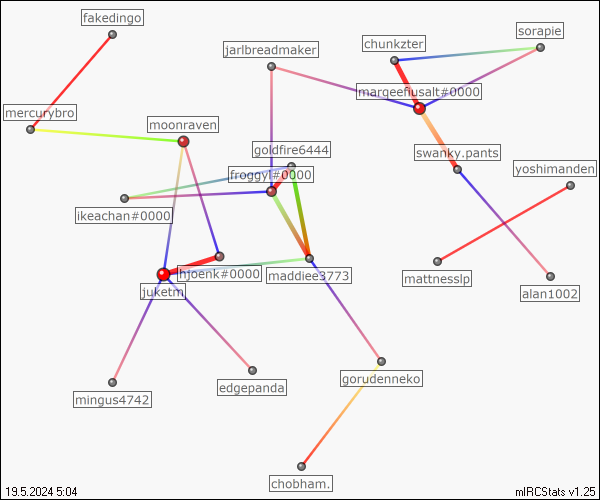 fakedingo
sorapie
chunkzter
jarlbreadmaker
marqeefiusalt#0000
mercurybro
moonraven
goldfire6444
swanky.pants
yoshimanden
froggyl#0000
ikeachan#0000
hjoenk#0000
maddiee3773
mattnesslp
juketm
alan1002
gorudenneko
edgepanda
mingus4742
chobham.
19.5.2024 5:04
mIRCStats v1.25